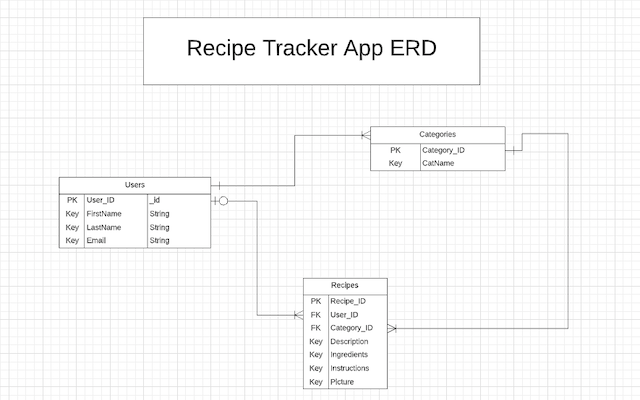 Recipe Tracker App ERD
Categories
PK Category_ID
Key CatName
Users
PK User_ID _id
Key FirstName String
Key LastName String
Key Email String
Recipes
PK Recipe_ID
FK User_ID
FK Category_ID
Key Description
Key Ingredients
Key Instructions
Key Picture